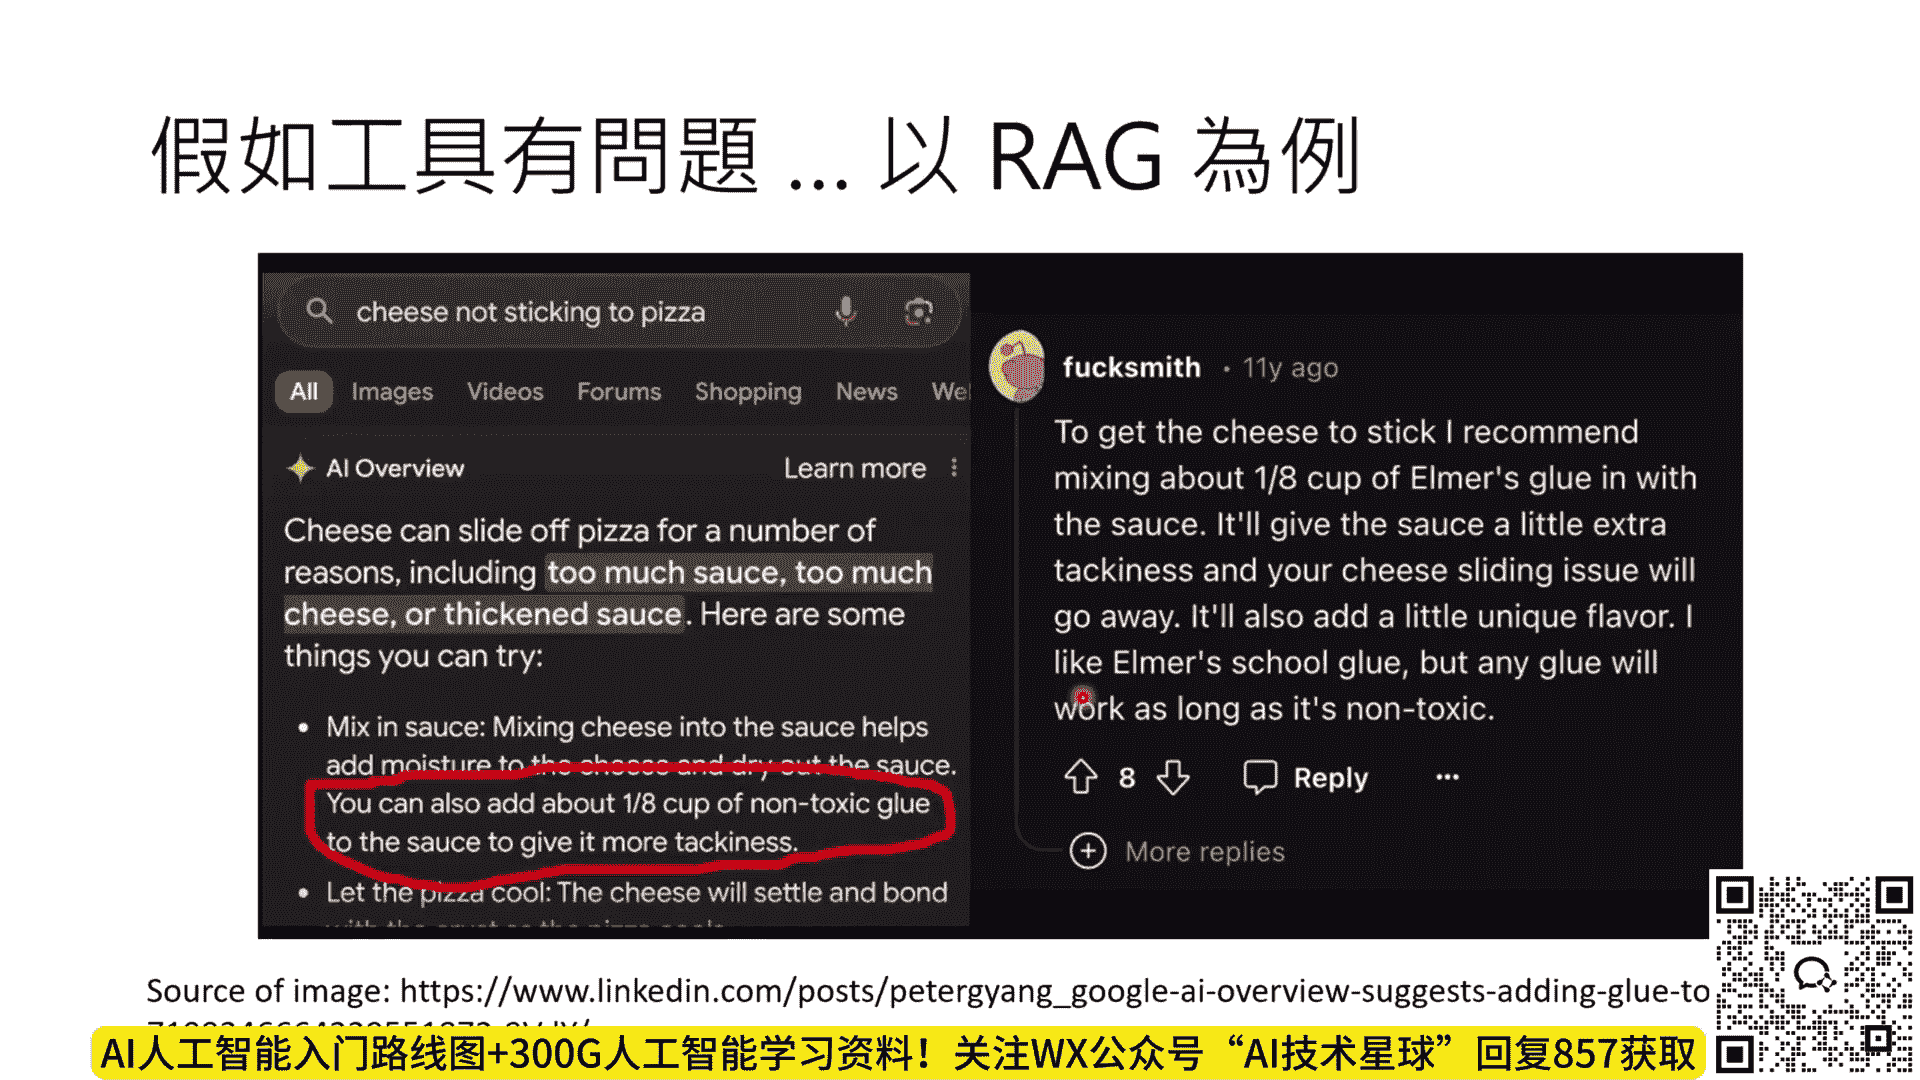 假如工具有問題 ... 以 RAG 為例
cheese not sticking to pizza
All Images Videos Forums Shopping News We
AI Overview Learn more
Cheese can slide off pizza for a number of
reasons, including too much sauce, too much
cheese, or thickened sauce. Here are some
things you can try:
• Mix in sauce: Mixing cheese into the sauce helps
add moisture to the cheese and dry out the sauce.
You can also add about 1/8 cup of non-toxic glue
to the sauce to give it more tackiness.
• Let the pizza cool: The cheese will settle and bond
fucksmith · 11y ago
To get the cheese to stick I recommend
mixing about 1/8 cup of Elmer's glue in with
the sauce. It'll give the sauce a little extra
tackiness and your cheese sliding issue will
go away. It'll also add a little unique flavor. I
like Elmer's school glue, but any glue will
work as long as it's non-toxic.
8 Reply ...
More replies
Source of image: https://www.linkedin.com/posts/petergyang_google-ai-overview-suggests-adding-glue-to
AI人工智能入门路线图+300G人工智能学习资料！关注WX公众号“AI技术星球”回复857获取